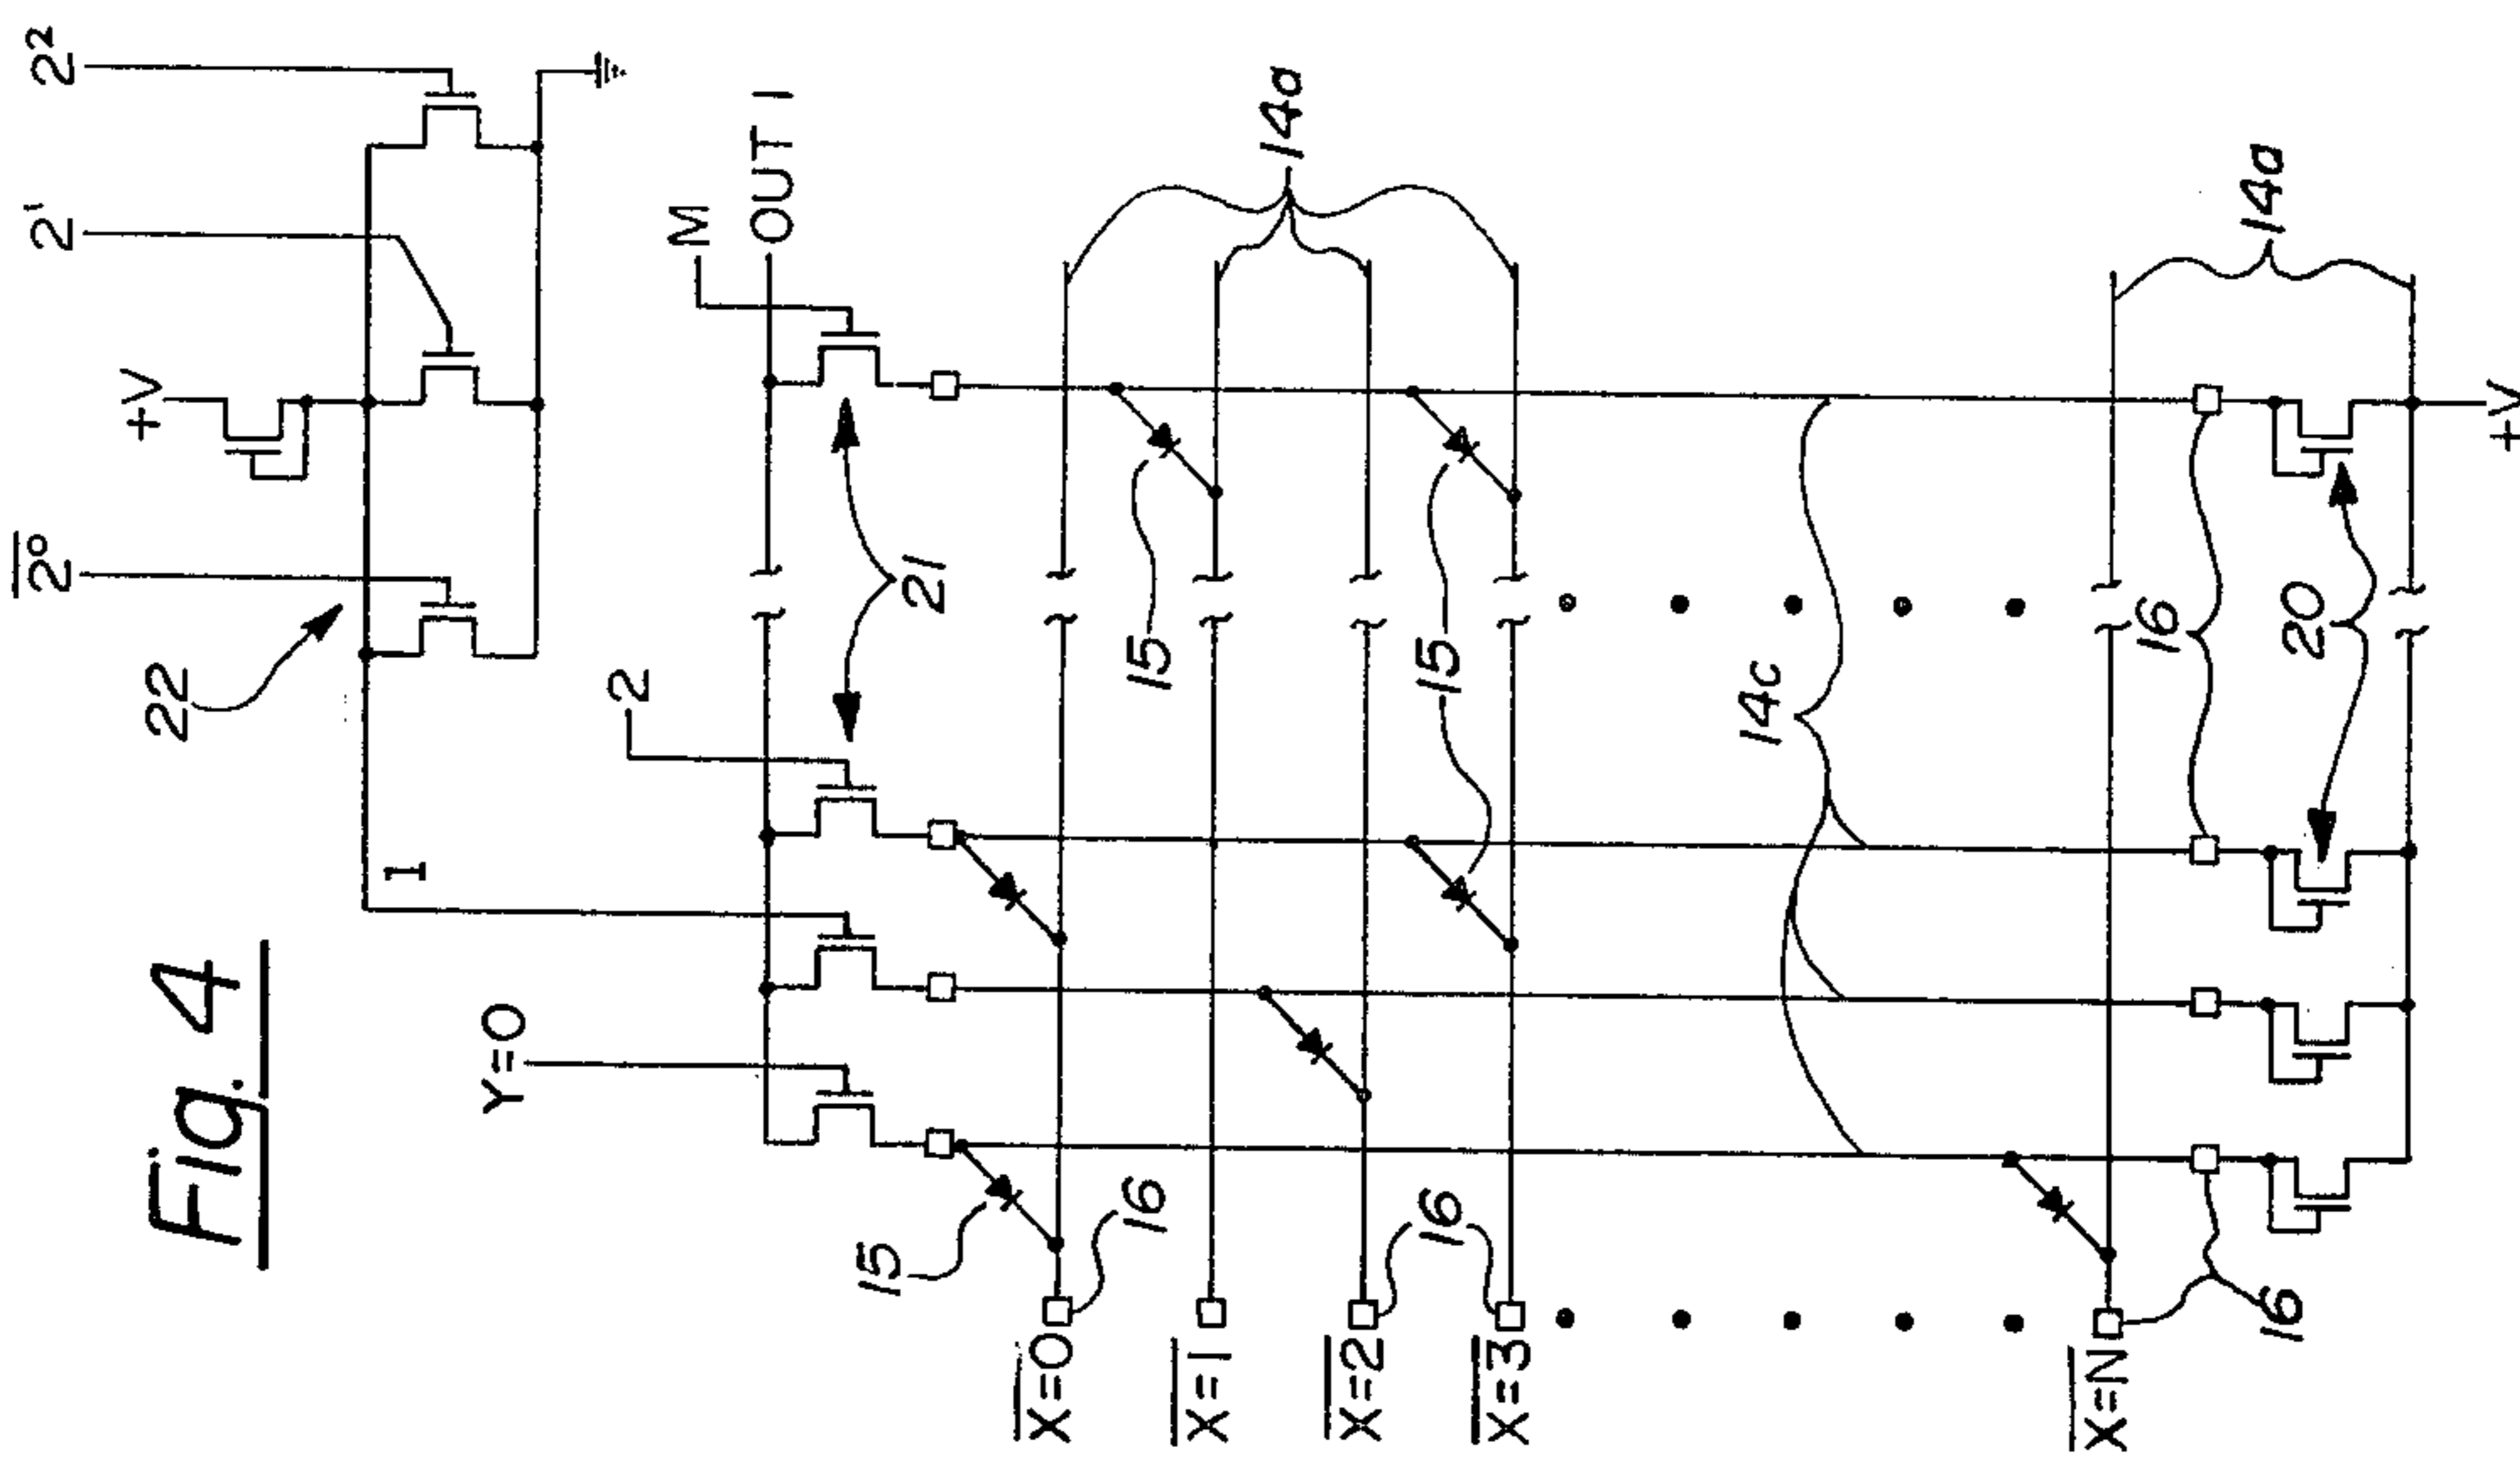 2⁰ 2¹ 2²
+V
22
Fig. 4
1
Y=0
2
M
OUT 1
15
21
X=0
16
15
X=1
14a
X=2
16
15
X=3
14c
X=N
16
14a
16
20
+V